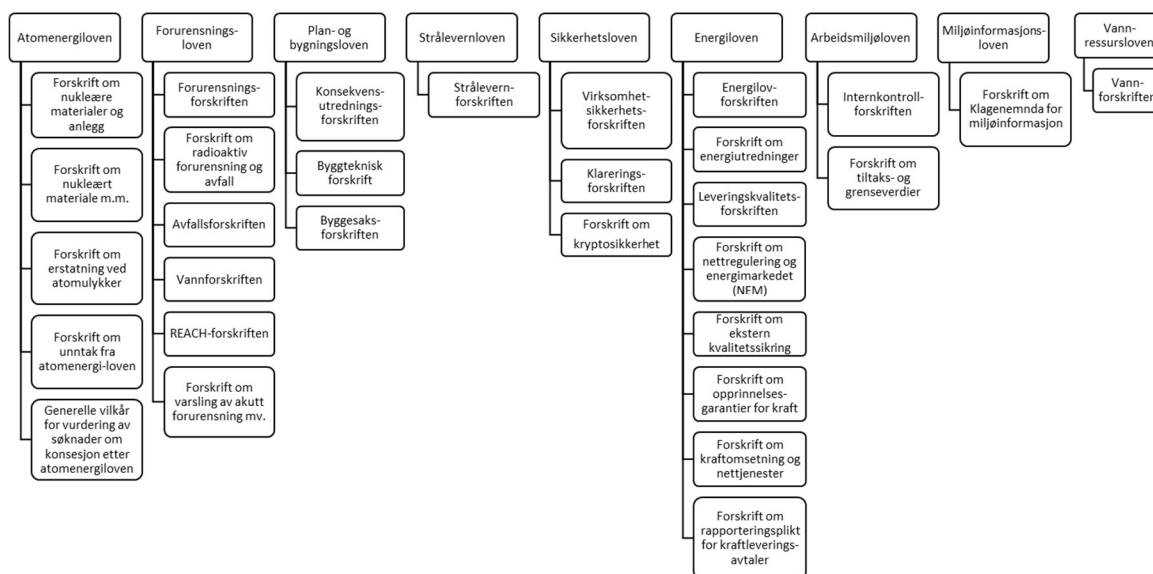 Atomenergiloven
Forskrift om
nukleære
materialer og
anlegg
Forskrift om
nukleært
materiale m.m.
Forskrift om
erstatning ved
atomulykker
Forskrift om
unntak fra
atomenergi-loven
Generelle vilkår
for vurdering av
søknader om
konsesjon etter
atomenergiloven
Forurensnings-
loven
Forurensnings-
forskriften
Forskrift om
radioaktiv
forurensning og
avfall
Avfallsforskriften
Vannforskriften
REACH-forskriften
Forskrift om
varsling av akutt
forurensning mv.
Plan- og
bygningsloven
Konsekvens-
utrednings-
forskriften
Byggteknisk
forskrift
Byggesaks-
forskriften
Strålevernloven
Strålevern-
forskriften
Sikkerhetsloven
Virksomhet-
sikkerhets-
forskriften
Klarerings-
forskriften
Forskrift om
kryptosikkerhet
Energiloven
Energilov-
forskriften
Forskrift om
energiutredninger
Leveringskvalitets-
forskriften
Forskrift om
nettregulering og
energimarkedet
(NEM)
Forskrift om
ekstern
kvalitetssikring
Forskrift om
opprinnelses-
garantier for kraft
Forskrift om
kraftomsetning og
nettjenester
Forskrift om
rapporteringsplikt
for kraftleverings-
avtaler
Arbeidsmiljøloven
Internkontroll-
forskriften
Forskrift om
tiltaks- og
grenseverdier
Miljøinformasjons-
loven
Forskrift om
Klagenemnda for
miljøinformasjon
Vann-
ressursloven
Vann-
forskriften